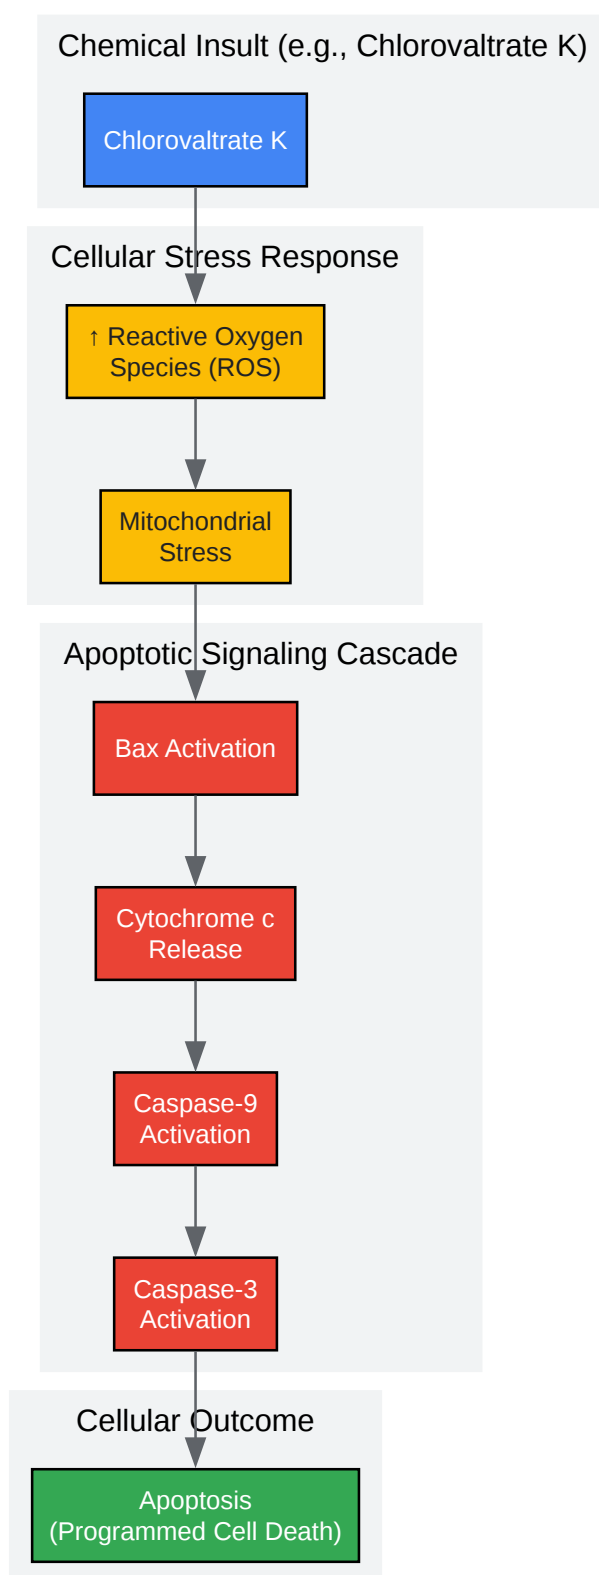 Chemical Insult (e.g., Chlorovaltrate K)
Chlorovaltrate K
Cellular Stress Response
↑ Reactive Oxygen
Species (ROS)
Mitochondrial
Stress
Apoptotic Signaling Cascade
Bax Activation
Cytochrome c
Release
Caspase-9
Activation
Caspase-3
Activation
Cellular Outcome
Apoptosis
(Programmed Cell Death)